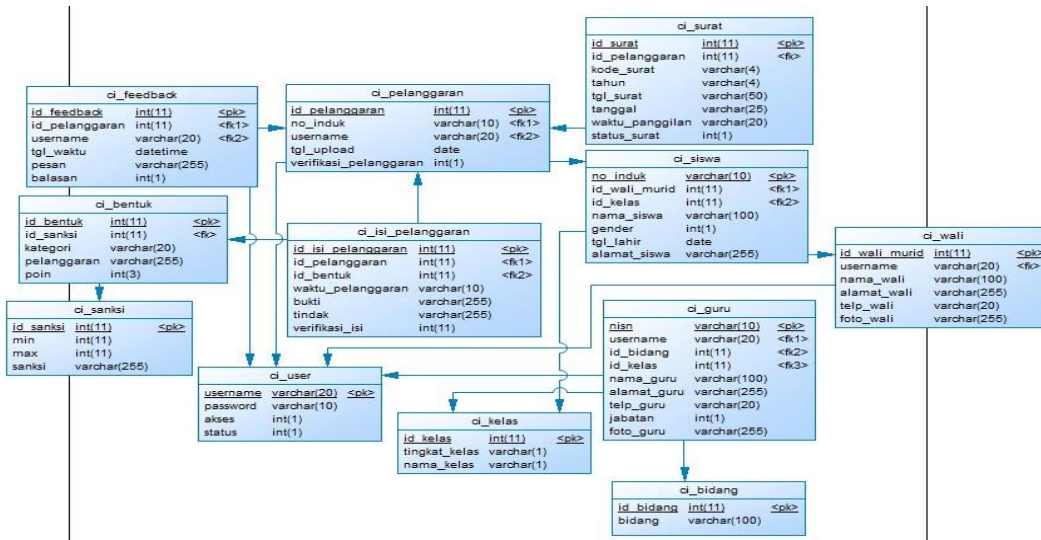 ci_surat
id_surat int(11) <pk>
id_pelanggaran int(11) <fk>
kode_surat varchar(4)
tahun varchar(4)
tgl_surat varchar(50)
tanggal varchar(25)
waktu_panggilan varchar(20)
status_surat int(1)
ci_feedback
id_feedback int(11) <pk>
id_pelanggaran int(11) <fk1>
username varchar(20) <fk2>
tgl_waktu datetime
pesan varchar(255)
balasan int(1)
ci_pelanggaran
id_pelanggaran int(11) <pk>
no_induk varchar(10) <fk1>
username varchar(20) <fk2>
tgl_upload date
verifikasi_pelanggaran int(1)
ci_siswa
no_induk varchar(10) <pk>
id_wali_murid int(11) <fk1>
id_kelas int(11) <fk2>
nama_siswa varchar(100)
gender int(1)
tgl_lahir date
alamat_siswa varchar(255)
ci_bentuk
id_bentuk int(11) <pk>
id_sanksi int(11) <fk>
kategori varchar(20)
pelanggaran varchar(255)
poin int(3)
ci_isi_pelanggaran
id_isi_pelanggaran int(11) <pk>
id_pelanggaran int(11) <fk1>
id_bentuk int(11) <fk2>
waktu_pelanggaran varchar(10)
bukti varchar(255)
tindak varchar(255)
verifikasi_isi int(11)
ci_wali
id_wali_murid int(11) <pk>
username varchar(20) <fk>
nama_wali varchar(100)
alamat_wali varchar(255)
telp_wali varchar(20)
foto_wali varchar(255)
ci_sanksi
id_sanksi int(11) <pk>
min int(11)
max int(11)
sanksi varchar(255)
ci_guru
nisn varchar(10) <pk>
username varchar(20) <fk1>
id_bidang int(11) <fk2>
id_kelas int(11) <fk3>
nama_guru varchar(100)
alamat_guru varchar(255)
telp_guru varchar(20)
jabatan int(1)
foto_guru varchar(255)
ci_user
username varchar(20) <pk>
password varchar(10)
akses int(1)
status int(1)
ci_kelas
id_kelas int(11) <pk>
tingkat_kelas varchar(1)
nama_kelas varchar(1)
ci_bidang
id_bidang int(11) <pk>
bidang varchar(100)